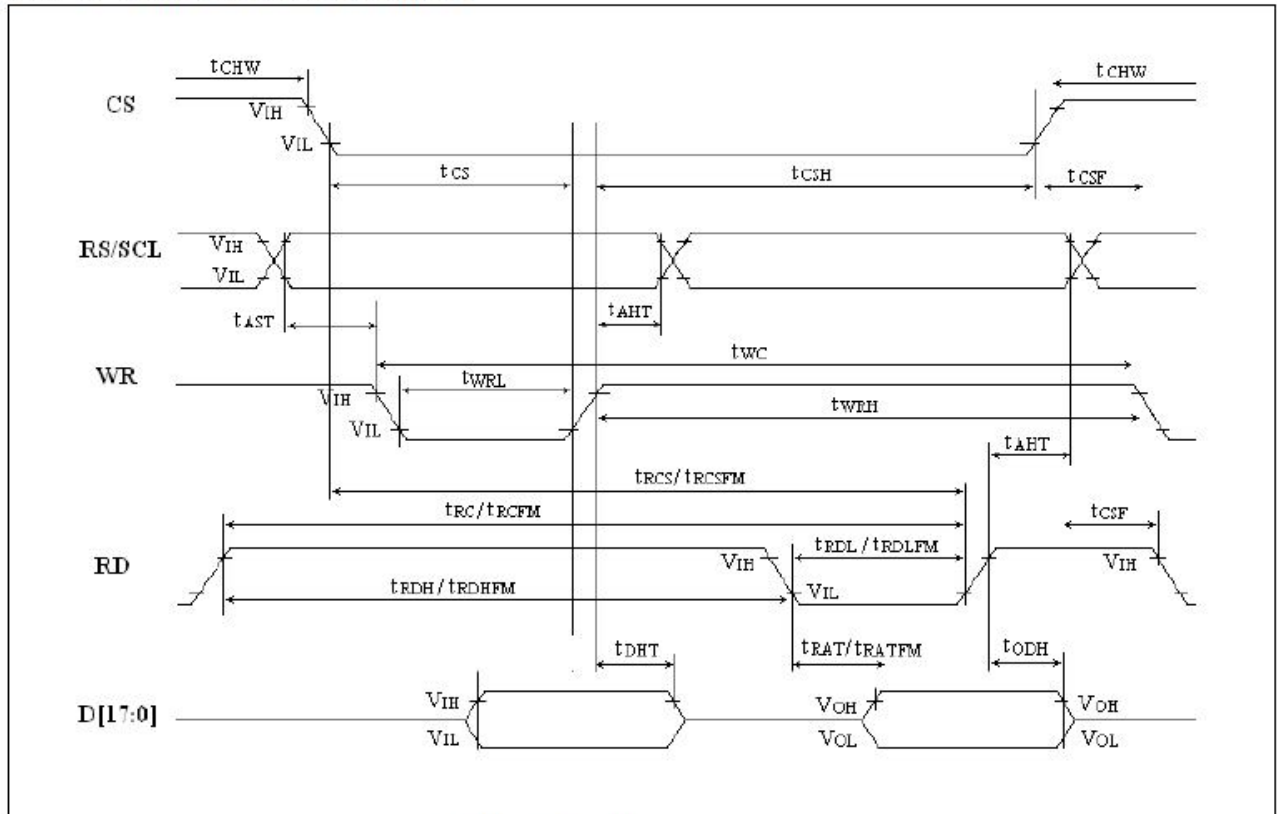 tCHW
tCHW
CS
VIH
VIL
tCS
tCSH
tCSF
RS/SCL
VIH
VIL
tAST
tAHT
tWC
WR
tWRL
VIH
tWRH
VIL
tAHT
tRCS/tRCSFM
tRC/tRCFM
tCSF
tRDL/tRDLFM
RD
VIH
VIH
tRDH/tRDHFM
VIL
tDHT
tRAT/tRATFM
tODH
D[17:0]
VIH
VOH
VOH
VIL
VOL
VOL